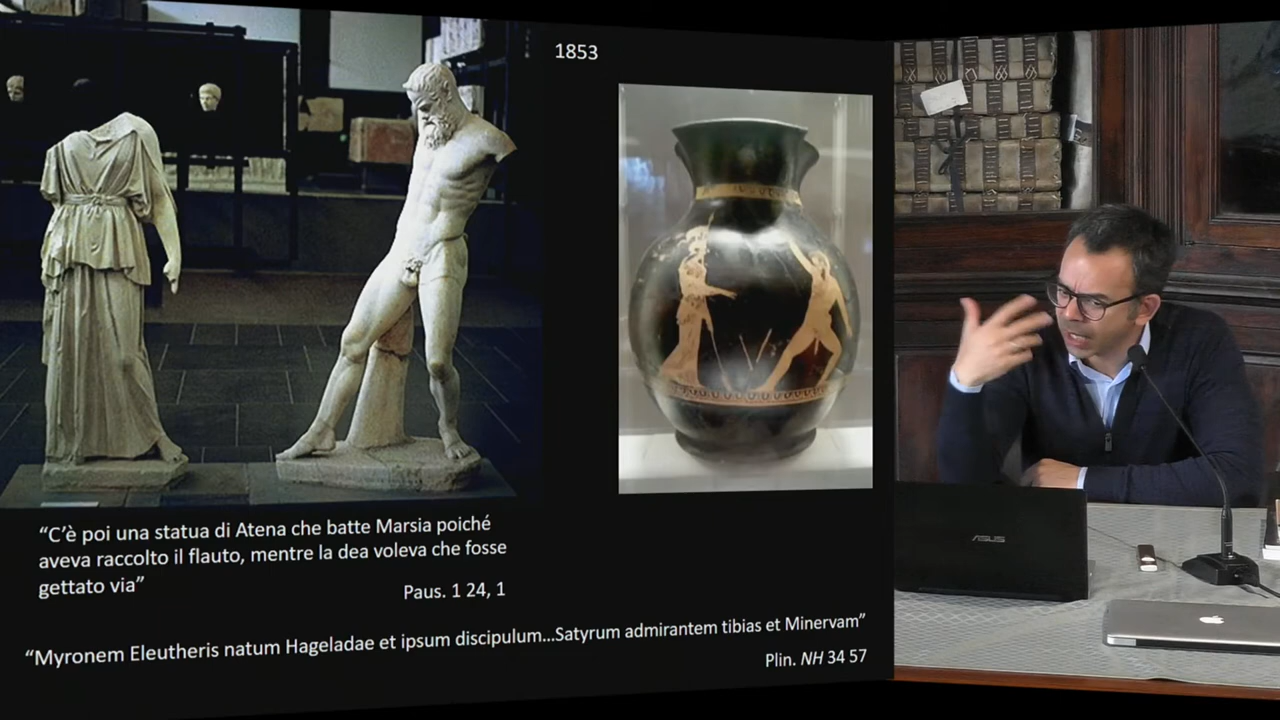 1853
“C’è poi una statua di Atena che batte Marsia poiché
aveva raccolto il flauto, mentre la dea voleva che fosse
gettato via”
Paus. 1 24, 1
“Myronem Eleutheris natum Hageladae et ipsum discipulum...Satyrum admirantem tibias et Minervam”
Plin. NH 34 57
ASUS